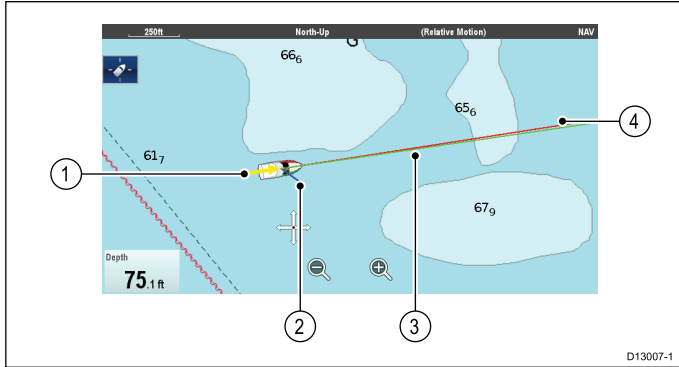 250ft North-Up (Relative Motion) NAV
G
66₆
65₆
4
61₇
1
67₉
Depth
75.1 ft
2 3
D13007-1